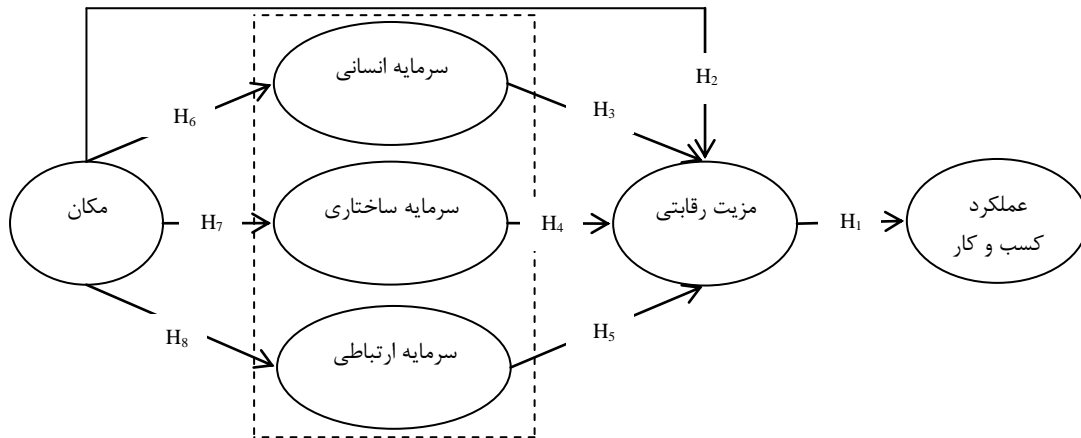 سرمایه انسانی
H2
H6
H3
مکان
H7
سرمایه ساختاری
H4
مزیت رقابتی
H1
عملکرد
کسب و کار
H8
سرمایه ارتباطی
H5